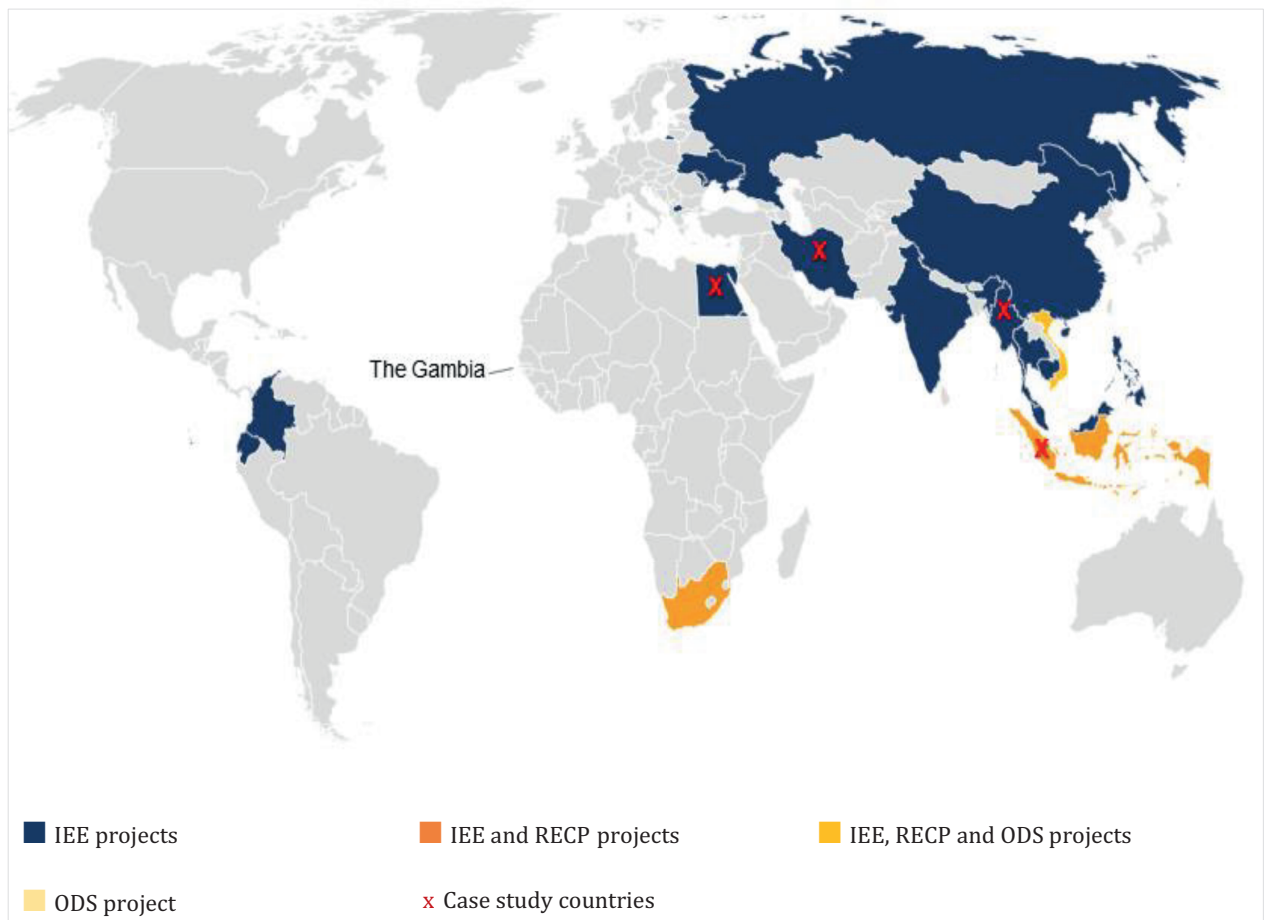 The Gambia
X
X
X
X
IEE projects
IEE and RECP projects
IEE, RECP and ODS projects
ODS project
x Case study countries